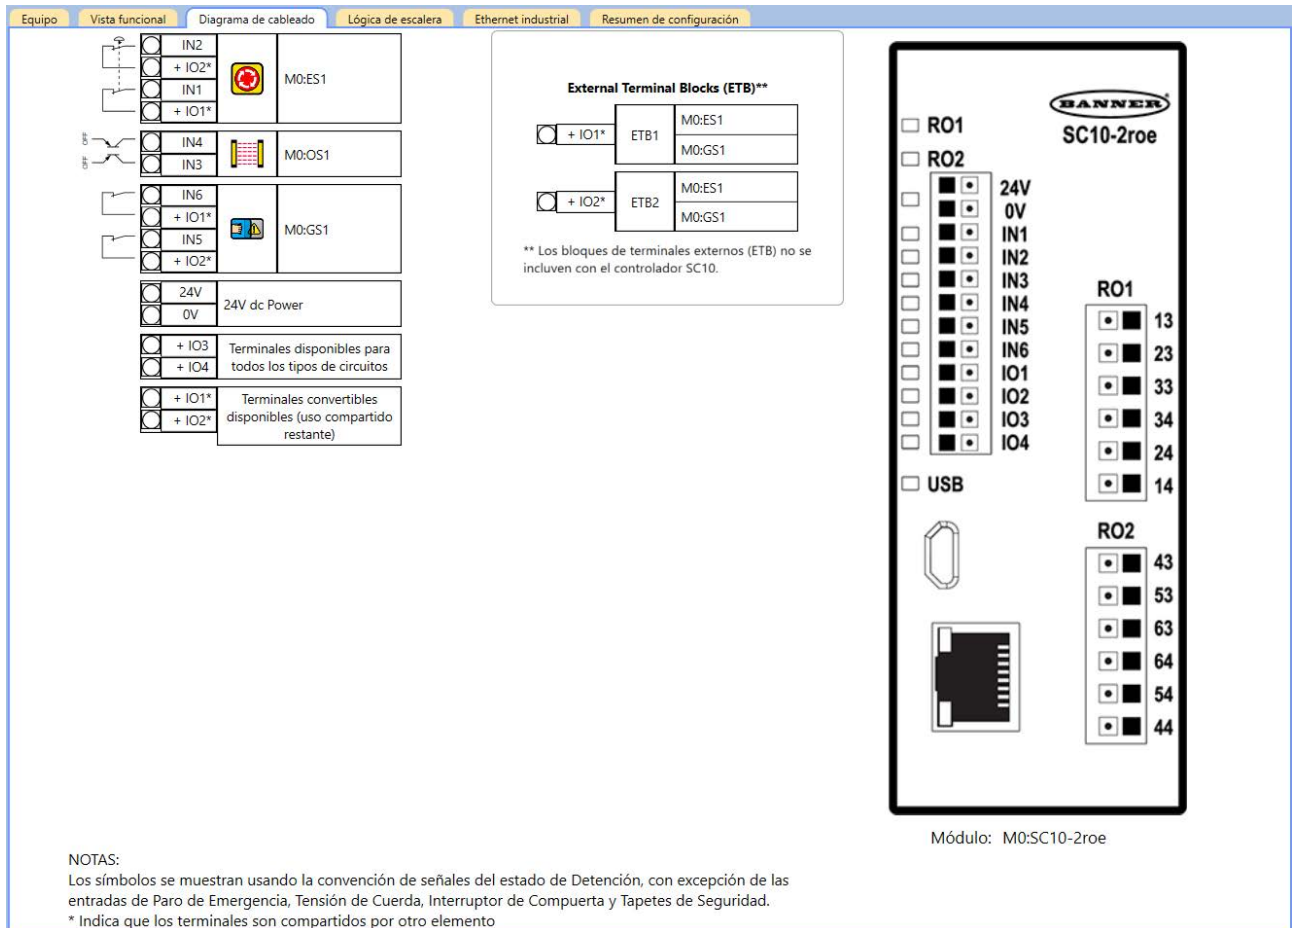 Equipo
Vista funcional
Diagrama de cableado
Lógica de escalera
Ethernet industrial
Resumen de configuración
IN2
+ IO2*
IN1
+ IO1*
M0:ES1
OFF
OFF
IN4
IN3
M0:OS1
IN6
+ IO1*
IN5
+ IO2*
M0:GS1
24V
0V
24V dc Power
+ IO3
+ IO4
Terminales disponibles para
todos los tipos de circuitos
+ IO1*
+ IO2*
Terminales convertibles
disponibles (uso compartido
restante)
External Terminal Blocks (ETB)**
+ IO1*
ETB1
M0:ES1
M0:GS1
+ IO2*
ETB2
M0:ES1
M0:GS1
** Los bloques de terminales externos (ETB) no se
incluyen con el controlador SC10.
BANNER
SC10-2roe
RO1
RO2
24V
0V
IN1
IN2
IN3
IN4
IN5
IN6
IO1
IO2
IO3
IO4
USB
RO1
13
23
33
34
24
14
RO2
43
53
63
64
54
44
Módulo: M0:SC10-2roe
NOTAS:
Los símbolos se muestran usando la convención de señales del estado de Detención, con excepción de las
entradas de Paro de Emergencia, Tensión de Cuerda, Interruptor de Compuerta y Tapetes de Seguridad.
* Indica que los terminales son compartidos por otro elemento